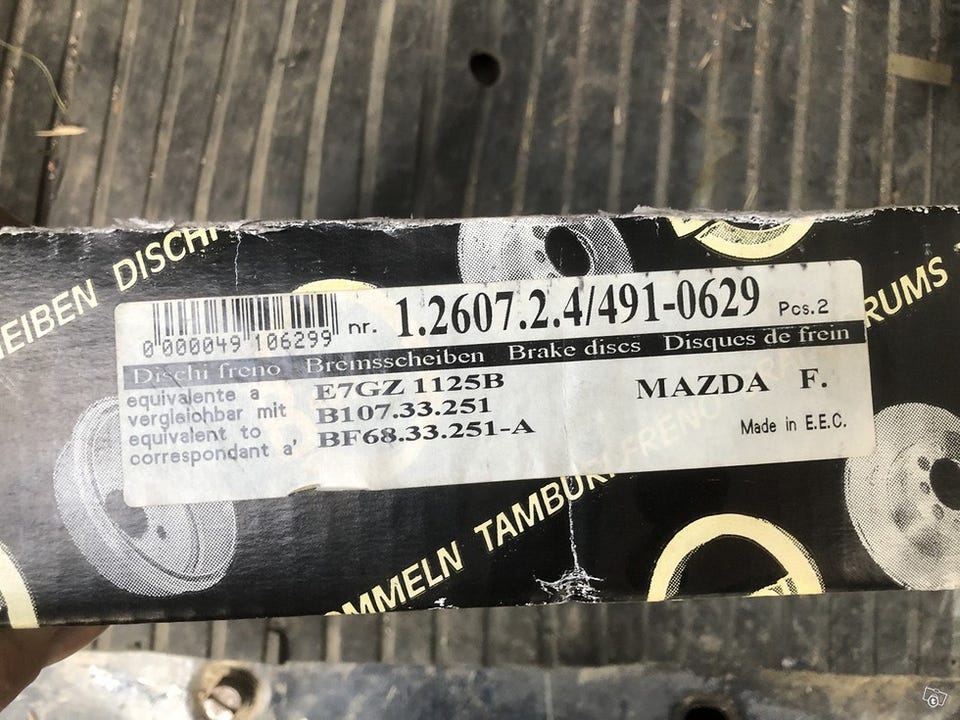 EIBEN DISCHI
RUMS
nr. 1.2607.2.4/491-0629 Pcs.2
0 000049 106299
Dischi freno Bremsscheiben Brake discs Disques de frein
equivalente a E7GZ 1125B MAZDA F.
vergleichbar mit B107.33.251
equivalent to BF68.33.251-A Made in E.E.C.
correspondant a'
OMMELN TAMBURI FRENO